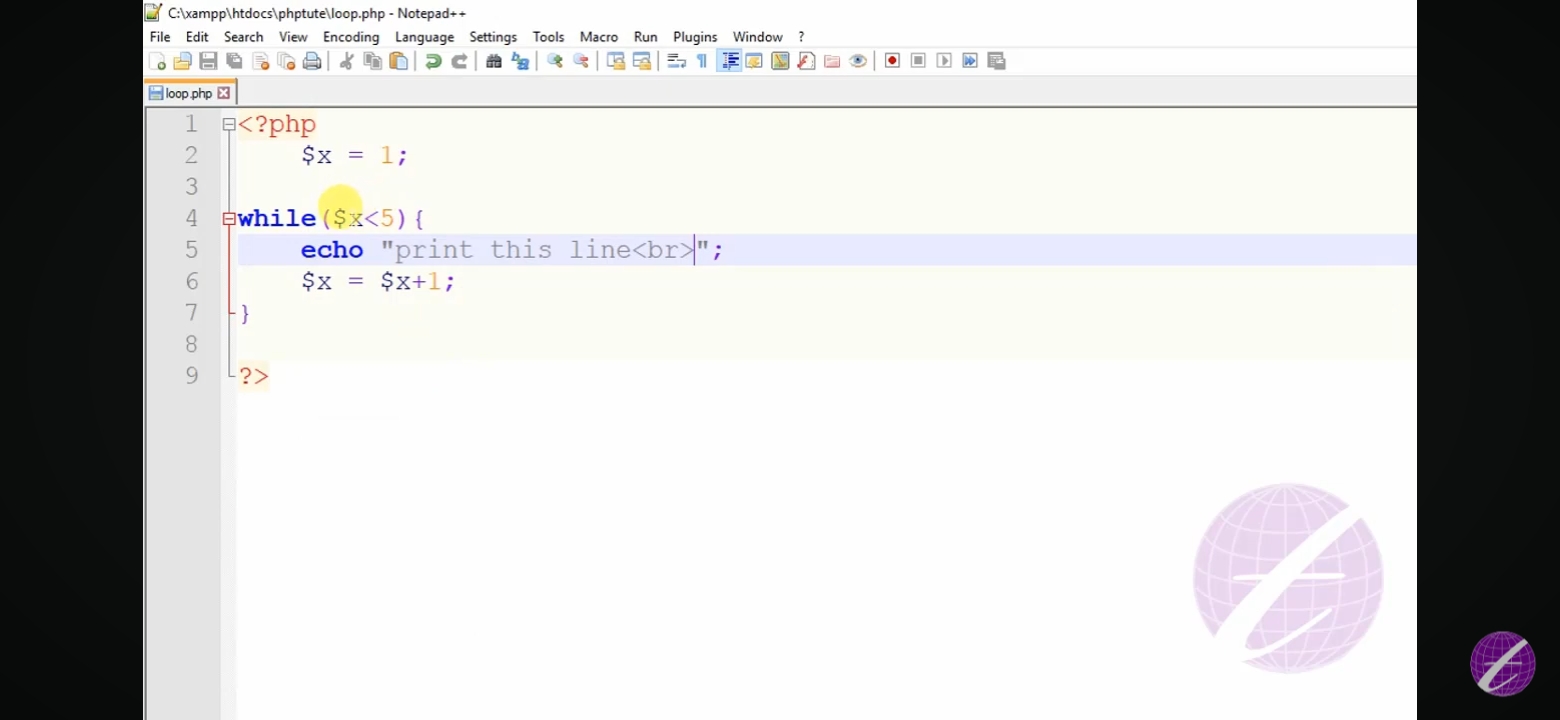 C:\xampp\htdocs\phptute\loop.php - Notepad++
File Edit Search View Encoding Language Settings Tools Macro Run Plugins Window ?
loop.php
1 <?php
2     $x = 1;
3
4 while($x<5){
5     echo "print this line<br>";
6     $x = $x+1;
7 }
8
9 ?>